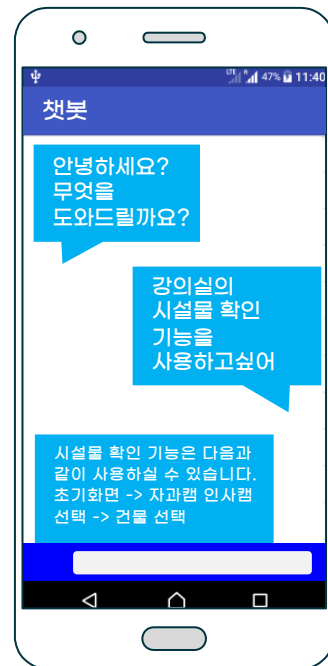 LTE R 47% 11:40
챗봇
안녕하세요?
무엇을
도와드릴까요?
강의실의
시설물 확인
기능을
사용하고싶어
시설물 확인 기능은 다음과
같이 사용하실 수 있습니다.
초기화면 -> 자과캠 인사캠
선택 -> 건물 선택